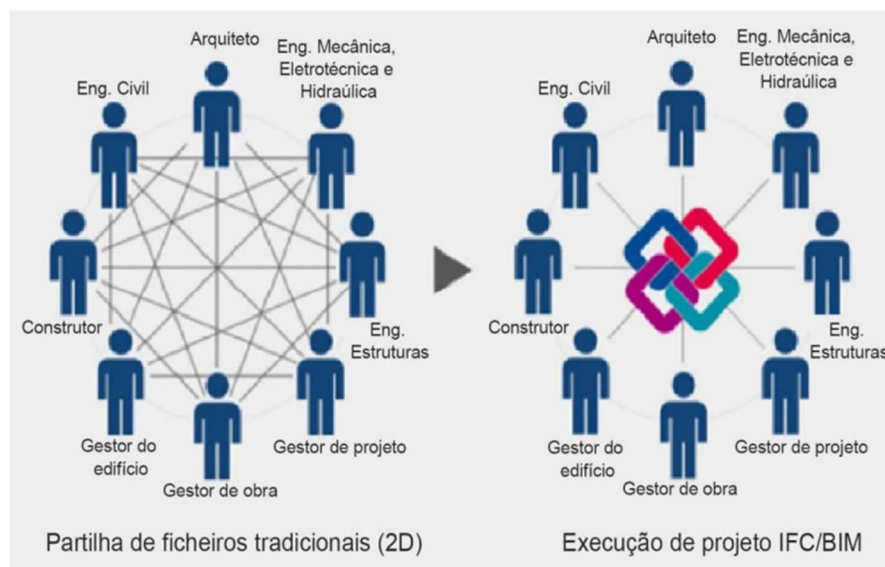 Arquiteto
Eng. Mecânica,
Eletrotécnica e
Hidraúlica
Eng. Civil
Construtor
Eng.
Estruturas
Gestor do
edifício
Gestor de projeto
Gestor de obra
Partilha de ficheiros tradicionais (2D)
Arquiteto
Eng. Mecânica,
Eletrotécnica e
Hidraúlica
Eng. Civil
Construtor
Eng.
Estruturas
Gestor do
edifício
Gestor de projeto
Gestor de obra
Execução de projeto IFC/BIM